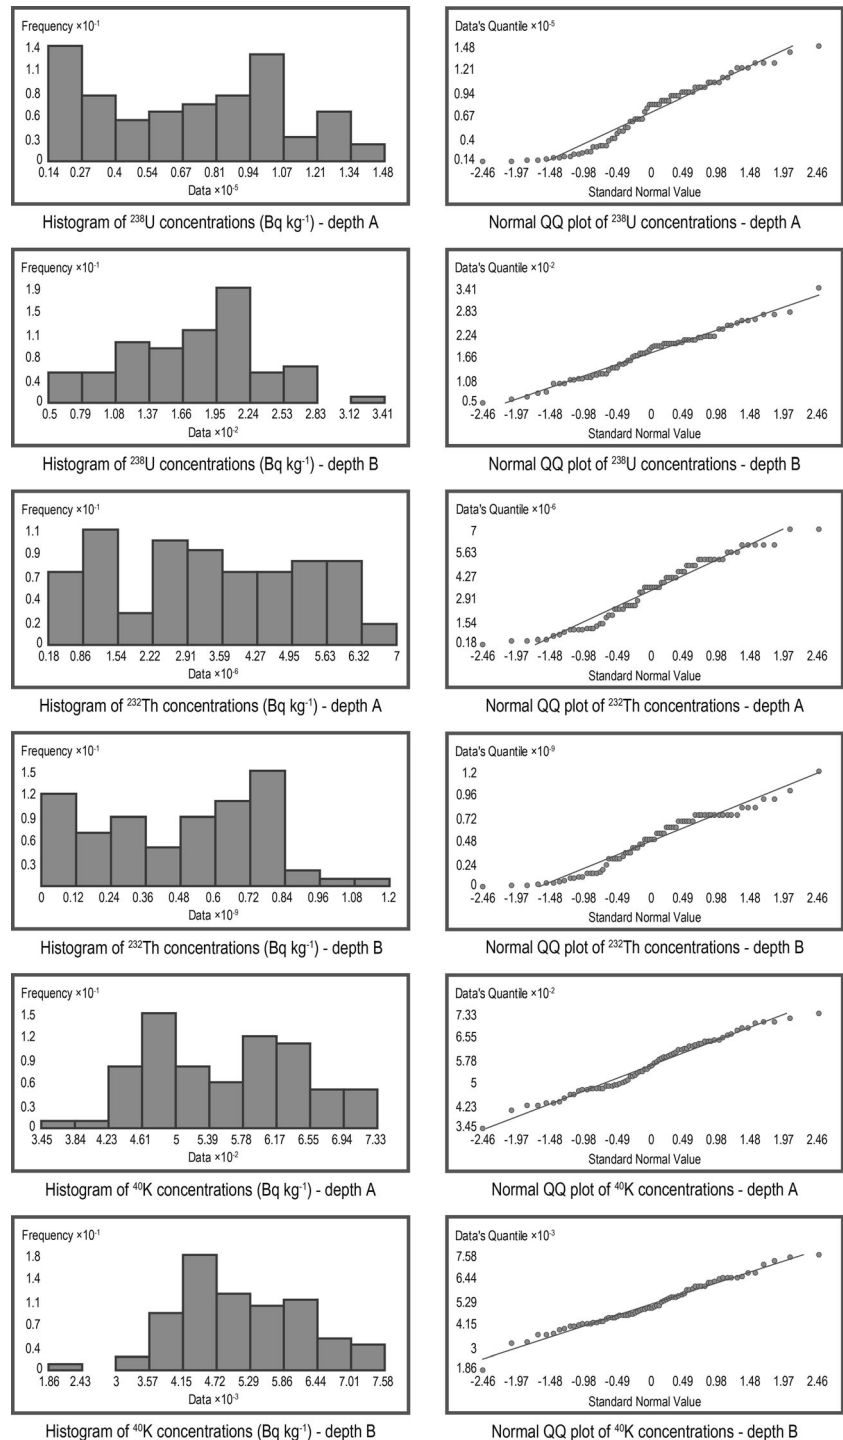 Frequency ×10⁻¹
1.4
1.1
0.8
0.6
0.3
0
0.14 0.27 0.4 0.54 0.67 0.81 0.94 1.07 1.21 1.34 1.48
Data ×10⁻⁵
Histogram of ²³⁸U concentrations (Bq kg⁻¹) - depth A
Data's Quantile ×10⁻⁵
1.48
1.21
0.94
0.67
0.4
0.14
-2.46 -1.97 -1.48 -0.98 -0.49 0 0.49 0.98 1.48 1.97 2.46
Standard Normal Value
Normal QQ plot of ²³⁸U concentrations - depth A
Frequency ×10⁻¹
1.9
1.5
1.1
0.8
0.4
0
0.5 0.79 1.08 1.37 1.66 1.95 2.24 2.53 2.83 3.12 3.41
Data ×10⁻²
Histogram of ²³⁸U concentrations (Bq kg⁻¹) - depth B
Data's Quantile ×10⁻²
3.41
2.83
2.24
1.66
1.08
0.5
-2.46 -1.97 -1.48 -0.98 -0.49 0 0.49 0.98 1.48 1.97 2.46
Standard Normal Value
Normal QQ plot of ²³⁸U concentrations - depth B
Frequency ×10⁻¹
1.1
0.9
0.7
0.4
0.2
0
0.18 0.86 1.54 2.22 2.91 3.59 4.27 4.95 5.63 6.32 7
Data ×10⁻⁶
Histogram of ²³²Th concentrations (Bq kg⁻¹) - depth A
Data's Quantile ×10⁻⁶
7
5.63
4.27
2.91
1.54
0.18
-2.46 -1.97 -1.48 -0.98 -0.49 0 0.49 0.98 1.48 1.97 2.46
Standard Normal Value
Normal QQ plot of ²³²Th concentrations - depth A
Frequency ×10⁻¹
1.5
1.2
0.9
0.6
0.3
0 0.12 0.24 0.36 0.48 0.6 0.72 0.84 0.96 1.08 1.2
Data ×10⁻⁹
Histogram of ²³²Th concentrations (Bq kg⁻¹) - depth B
Data's Quantile ×10⁻⁹
1.2
0.96
0.72
0.48
0.24
0
-2.46 -1.97 -1.48 -0.98 -0.49 0 0.49 0.98 1.48 1.97 2.46
Standard Normal Value
Normal QQ plot of ²³²Th concentrations - depth B
Frequency ×10⁻¹
1.5
1.2
0.9
0.6
0.3
0
3.45 3.84 4.23 4.61 5 5.39 5.78 6.17 6.55 6.94 7.33
Data ×10⁻²
Histogram of ⁴⁰K concentrations (Bq kg⁻¹) - depth A
Data's Quantile ×10⁻²
7.33
6.55
5.78
5
4.23
3.45
-2.46 -1.97 -1.48 -0.98 -0.49 0 0.49 0.98 1.48 1.97 2.46
Standard Normal Value
Normal QQ plot of ⁴⁰K concentrations - depth A
Frequency ×10⁻¹
1.8
1.4
1.1
0.7
0.4
0
1.86 2.43 3 3.57 4.15 4.72 5.29 5.86 6.44 7.01 7.58
Data ×10⁻³
Histogram of ⁴⁰K concentrations (Bq kg⁻¹) - depth B
Data's Quantile ×10⁻³
7.58
6.44
5.29
4.15
3
1.86
-2.46 -1.97 -1.48 -0.98 -0.49 0 0.49 0.98 1.48 1.97 2.46
Standard Normal Value
Normal QQ plot of ⁴⁰K concentrations - depth B